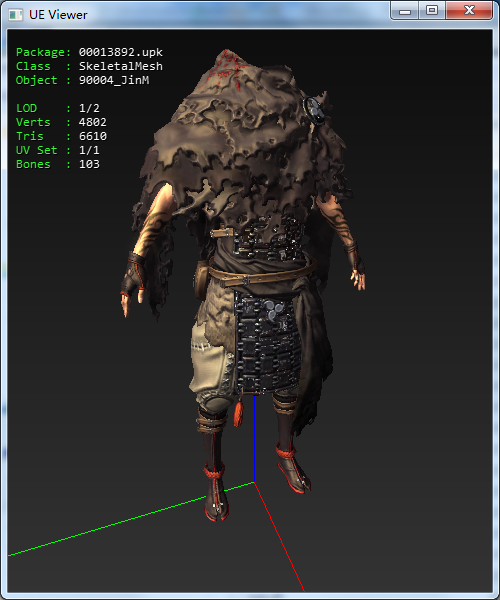 UE Viewer
Package: 00013892.upk
Class : SkeletalMesh
Object : 90004_JinM
LOD : 1/2
Verts : 4802
Tris : 6610
UV Set : 1/1
Bones : 103